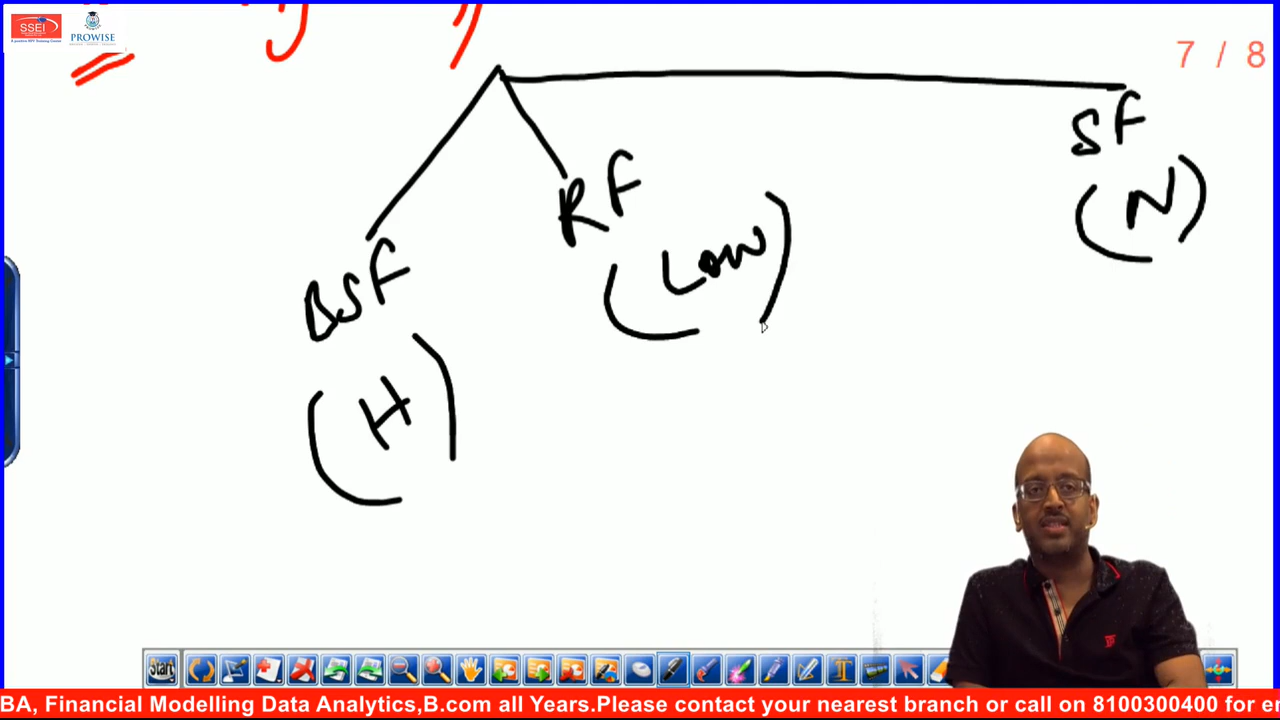 SSEI
PROWISE
7 / 8
SF
(N)
RF
(Low)
BSF
(H)
Start
BA, Financial Modelling Data Analytics,B.com all Years.Please contact your nearest branch or call on 8100300400 for e